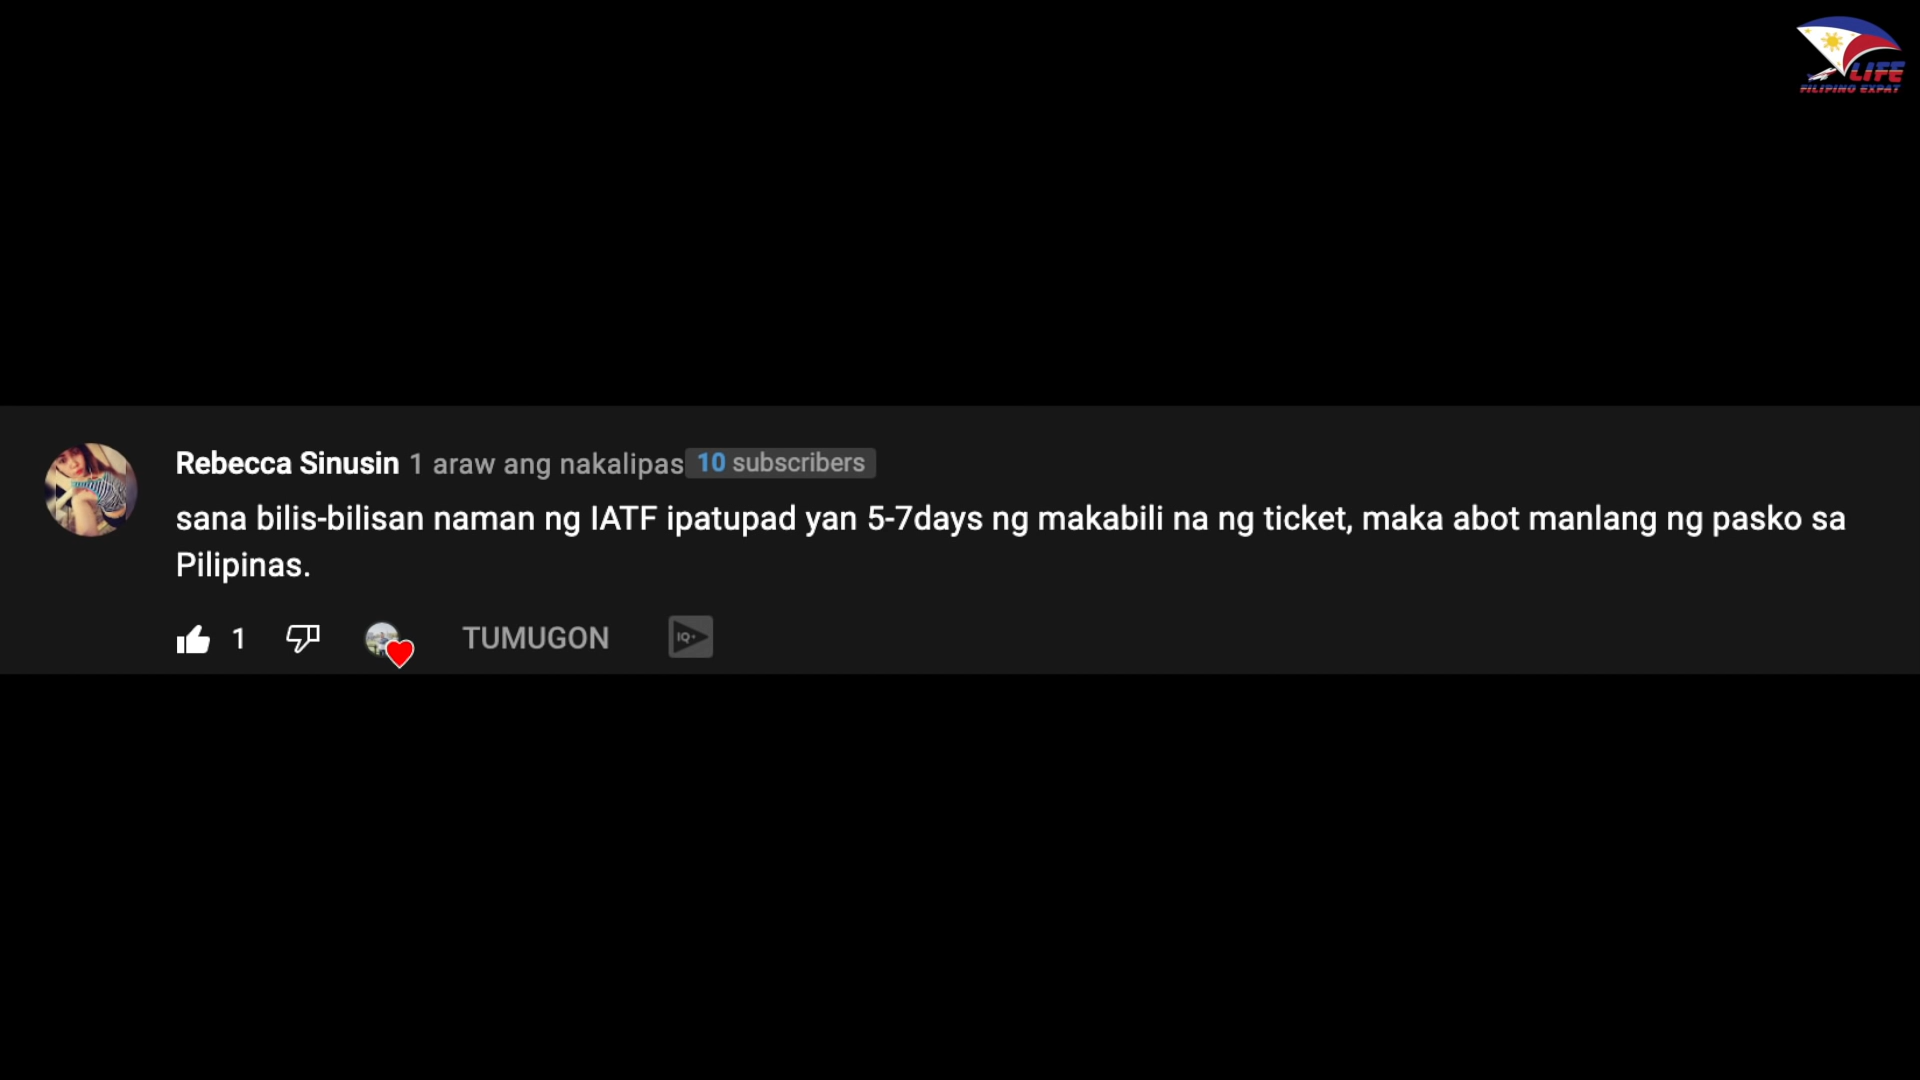 LIFE
FILIPINO EXPAT
Rebecca Sinusin 1 araw ang nakalipas 10 subscribers
sana bilis-bilisan naman ng IATF ipatupad yan 5-7days ng makabili na ng ticket, maka abot manlang ng pasko sa
Pilipinas.
1 TUMUGON IQ+